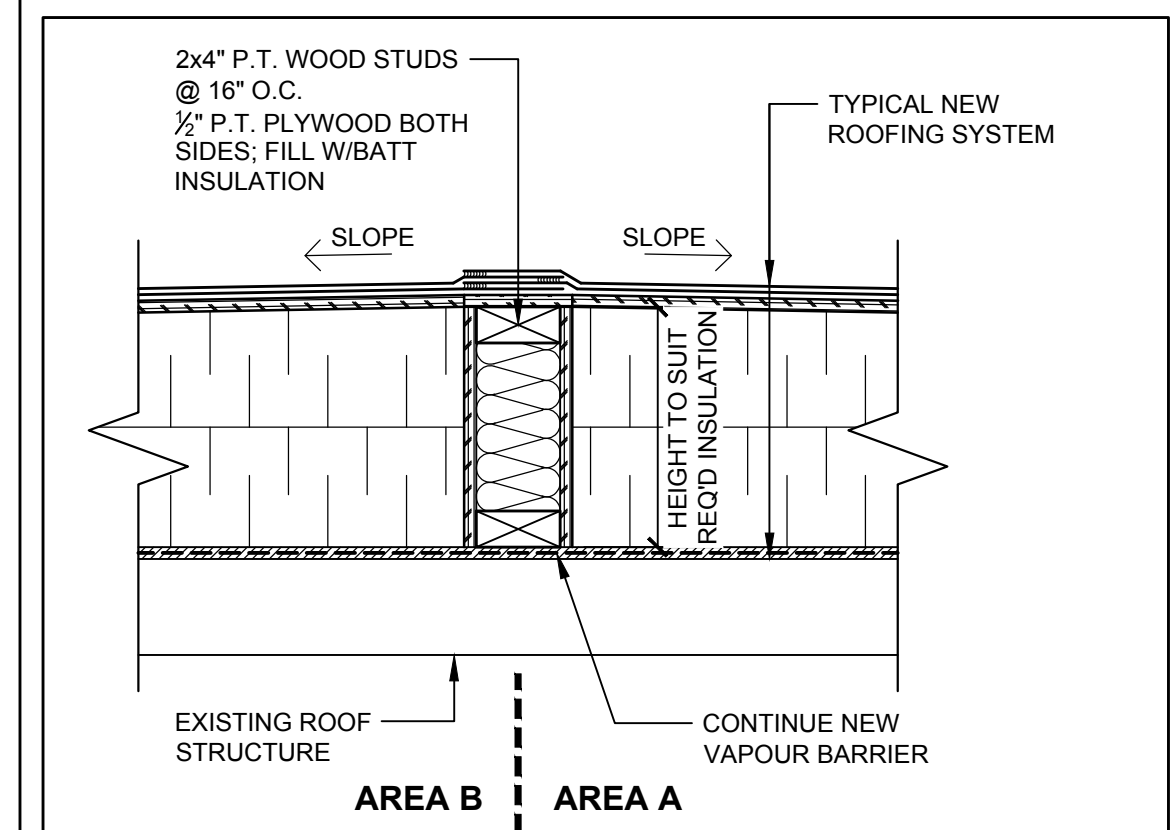 2x4" P.T. WOOD STUDS
@ 16" O.C.
½" P.T. PLYWOOD BOTH
SIDES; FILL W/BATT
INSULATION
TYPICAL NEW
ROOFING SYSTEM
SLOPE
SLOPE
HEIGHT TO SUIT
REQ'D INSULATION
EXISTING ROOF
STRUCTURE
CONTINUE NEW
VAPOUR BARRIER
AREA B
AREA A